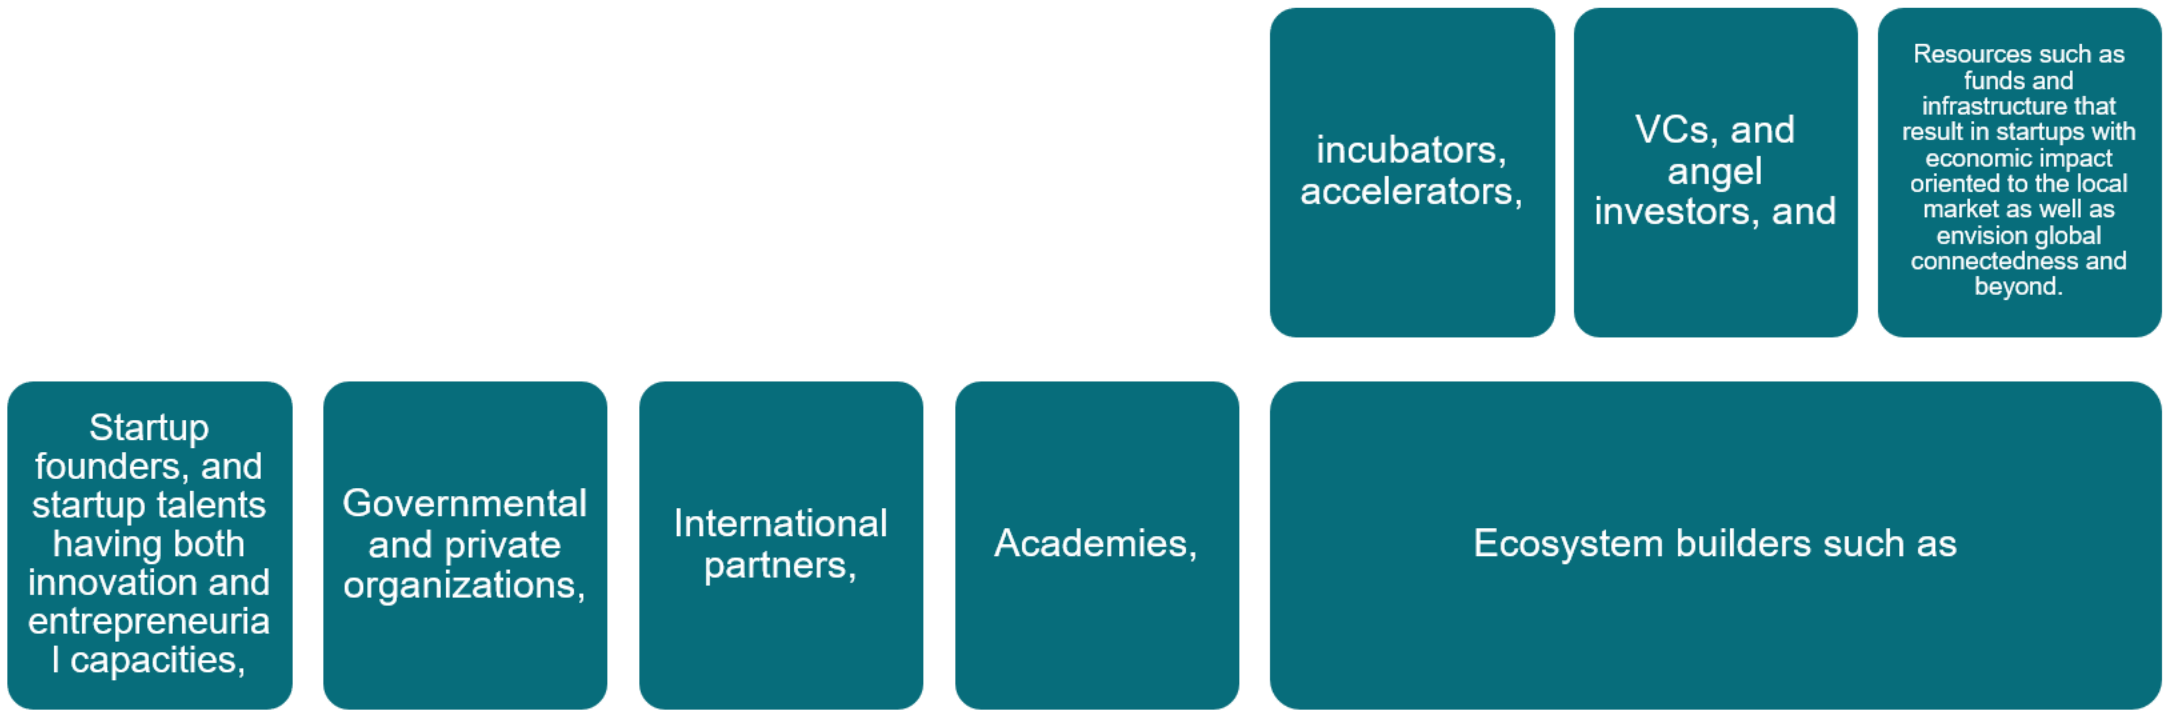 incubators,
accelerators,
VCs, and
angel
investors, and
Resources such as
funds and
infrastructure that
result in startups with
economic impact
oriented to the local
market as well as
envision global
connectedness and
beyond.
Startup
founders, and
startup talents
having both
innovation and
entrepreneuria
l capacities,
Governmental
and private
organizations,
International
partners,
Academies,
Ecosystem builders such as